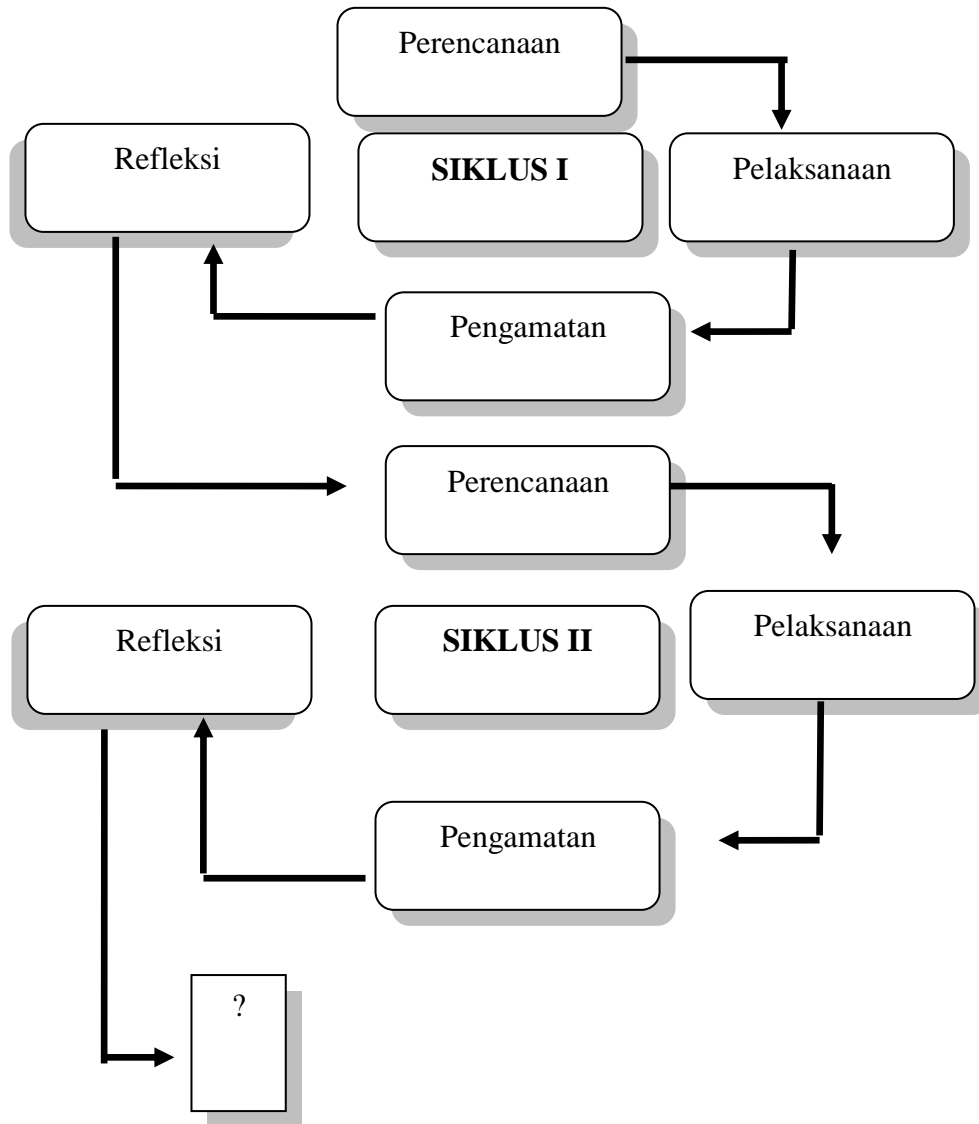 Perencanaan
Refleksi
SIKLUS I
Pelaksanaan
Pengamatan
Perencanaan
Refleksi
SIKLUS II
Pelaksanaan
Pengamatan
?